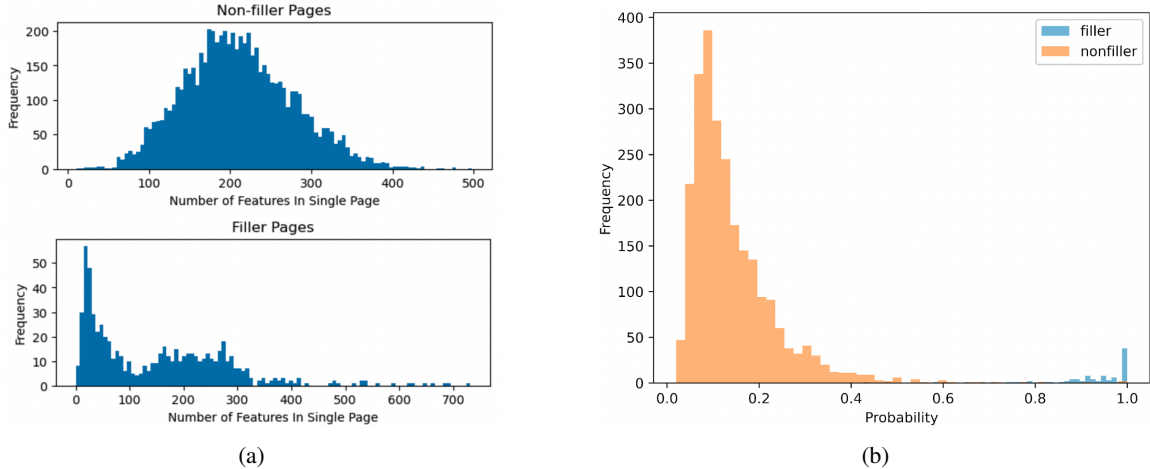 Non-filler Pages
200
150
100
50
0
Frequency
0 100 200 300 400 500
Number of Features In Single Page
Filler Pages
50
40
30
20
10
0
Frequency
0 100 200 300 400 500 600 700
Number of Features In Single Page
(a)
400
350
300
250
200
150
100
50
0
Frequency
filler
nonfiller
0.0 0.2 0.4 0.6 0.8 1.0
Probability
(b)